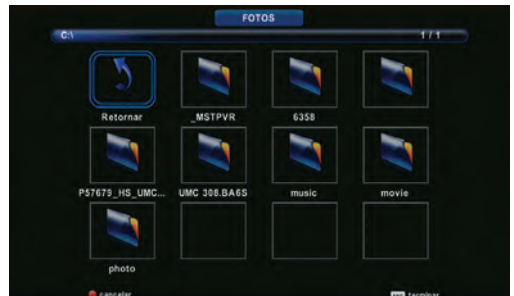 FOTOS
C:\ 1 / 1
Retornar _MSTPVR 6358
P57679_HS_UMC... UMC 308.BA6S music movie
photo
cancelar terminar